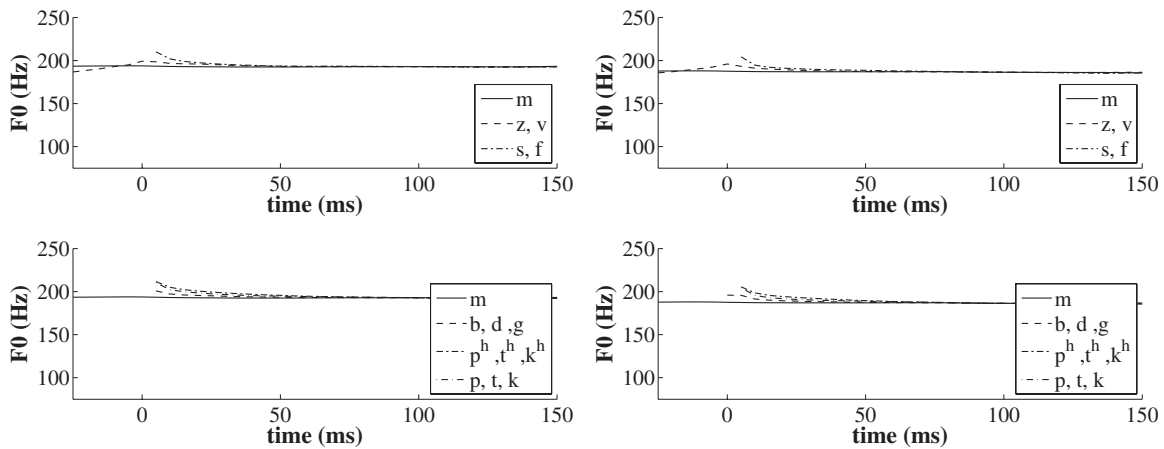 250
200
150
100
F0 (Hz)
m
z, v
s, f
0 50 100 150
time (ms)
250
200
150
100
F0 (Hz)
m
z, v
s, f
0 50 100 150
time (ms)
250
200
150
100
F0 (Hz)
m
b, d ,g
pʰ ,tʰ ,kʰ
p, t, k
0 50 100 150
time (ms)
250
200
150
100
F0 (Hz)
m
b, d ,g
pʰ ,tʰ ,kʰ
p, t, k
0 50 100 150
time (ms)